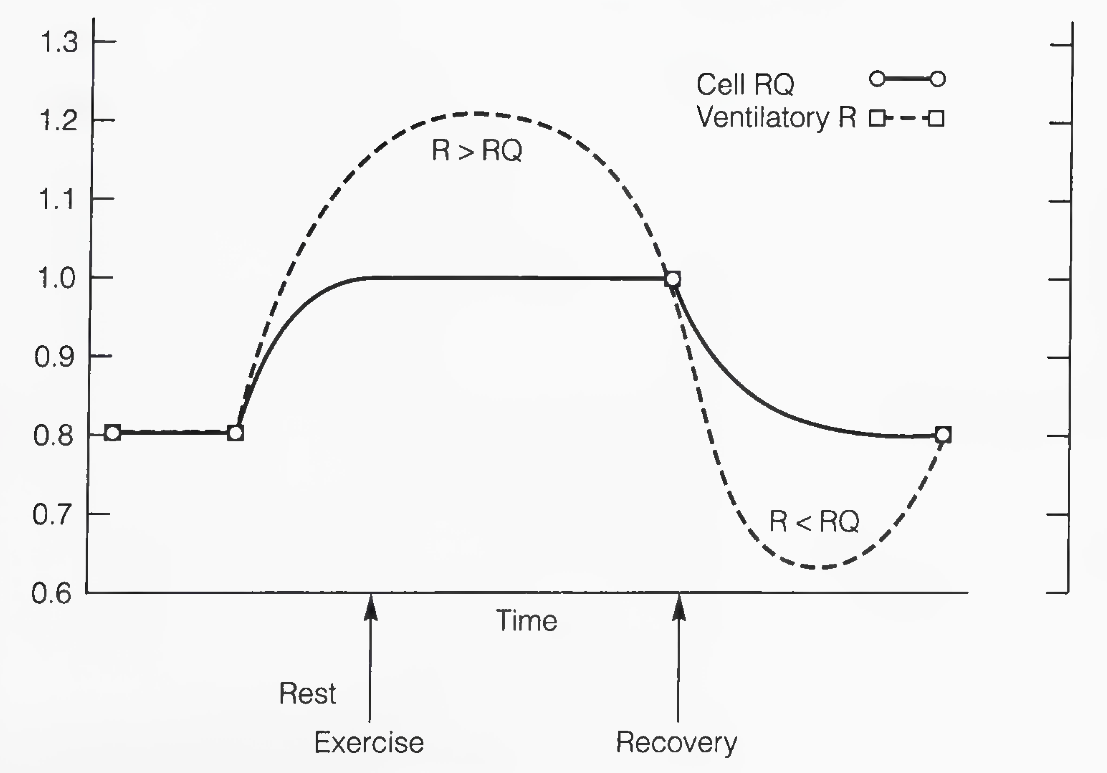 1.3
1.2
1.1
1.0
0.9
0.8
0.7
0.6
Cell RQ
Ventilatory R
R > RQ
R < RQ
Time
Rest
Exercise
Recovery